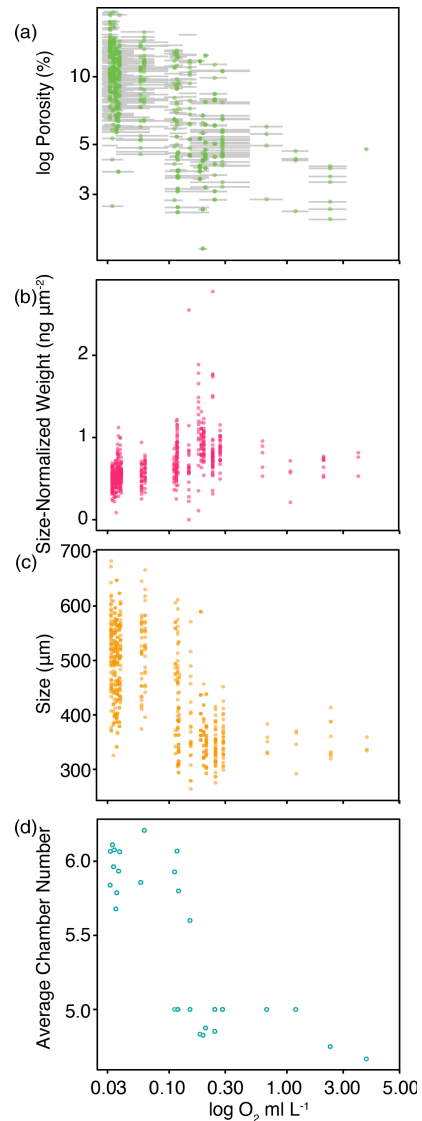 (a)
log Porosity (%)
10
5
3
(b)
Size-Normalized Weight (ng µm⁻²)
2
1
0
(c)
Size (µm)
700
600
500
400
300
(d)
Average Chamber Number
6.0
5.5
5.0
0.03 0.10 0.30 1.00 3.00 5.00
log O₂ ml L⁻¹